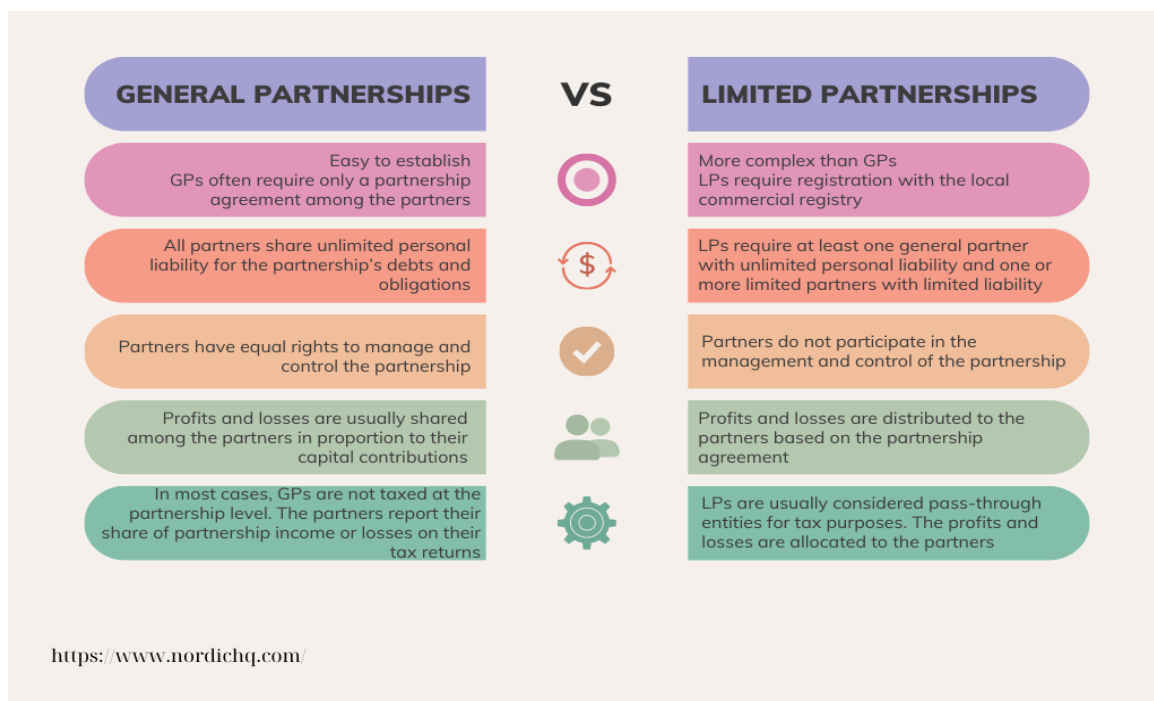 GENERAL PARTNERSHIPS
VS
LIMITED PARTNERSHIPS
Easy to establish
GPs often require only a partnership
agreement among the partners
More complex than GPs
LPs require registration with the local
commercial registry
All partners share unlimited personal
liability for the partnership's debts and
obligations
$
LPs require at least one general partner
with unlimited personal liability and one or
more limited partners with limited liability
Partners have equal rights to manage and
control the partnership
Partners do not participate in the
management and control of the partnership
Profits and losses are usually shared
among the partners in proportion to their
capital contributions
Profits and losses are distributed to the
partners based on the partnership
agreement
In most cases, GPs are not taxed at the
partnership level. The partners report their
share of partnership income or losses on their
tax returns
LPs are usually considered pass-through
entities for tax purposes. The profits and
losses are allocated to the partners
https://www.nordichq.com/